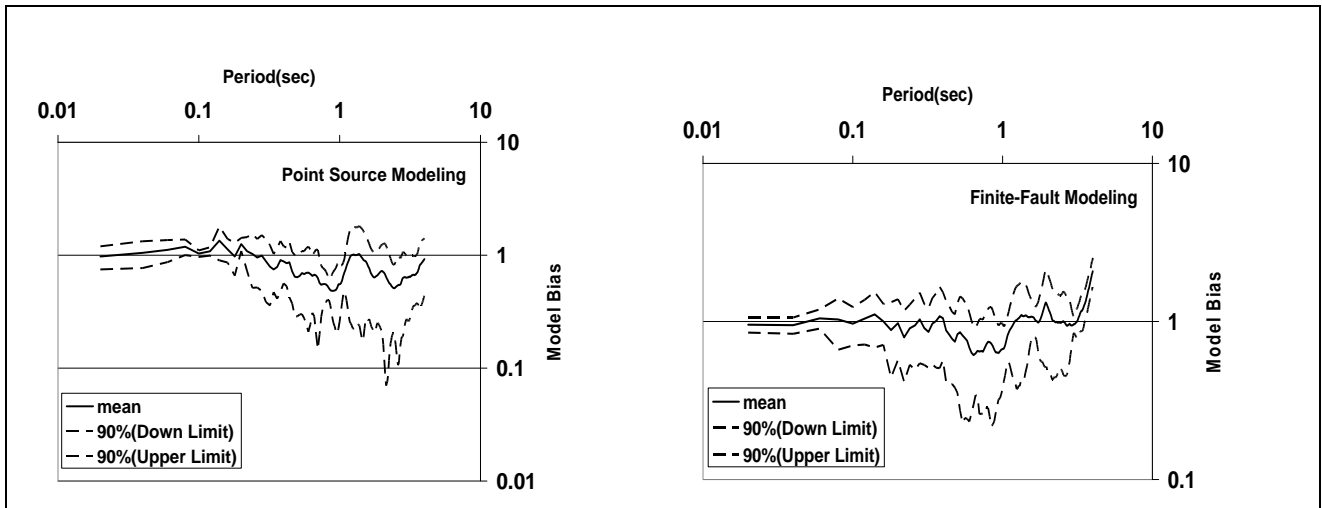 Period(sec)
0.01 0.1 1 10
10
Point Source Modeling
1
Model Bias
0.1
mean
90%(Down Limit)
90%(Upper Limit)
0.01
Period(sec)
0.01 0.1 1 10
10
Finite-Fault Modeling
1
Model Bias
mean
90%(Down Limit)
90%(Upper Limit)
0.1